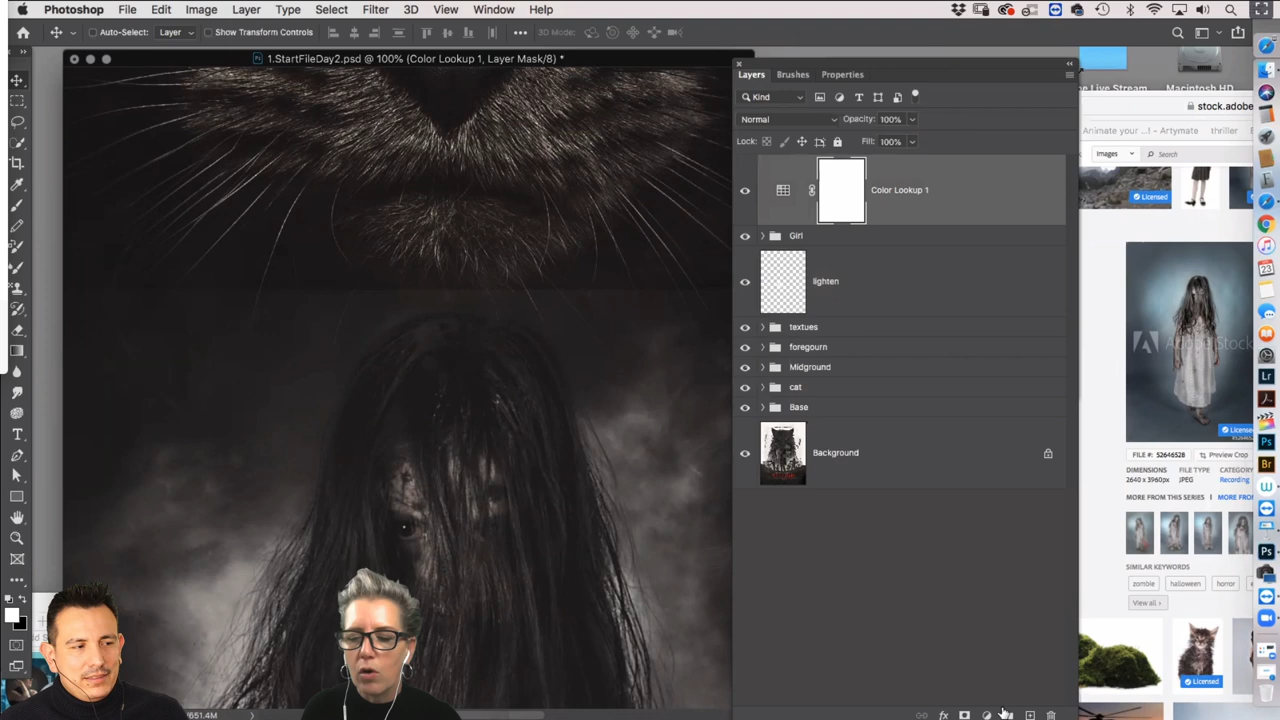 Photoshop File Edit Image Layer Type Select Filter 3D View Window Help
Auto-Select: Layer Show Transform Controls 3D Mode:
1.StartFileDay2.psd @ 100% (Color Lookup 1, Layer Mask/8) *
Layers Brushes Properties
Kind
Normal Opacity: 100%
Lock: Fill: 100%
Color Lookup 1
Girl
lighten
textues
foregourn
Midground
cat
Base
Background
/651.4M
e Live Stream Macintosh HD
stock.adobe
Animate your ...! - Artymate thriller
Images Search
Licensed
Adobe Stock
Licensed
FILE #: 52646528 Preview Crop
DIMENSIONS FILE TYPE CATEG
2640 x 3960px JPEG Recording
MORE FROM THIS SERIES MORE FROM
SIMILAR KEYWORDS
zombie halloween horror
View all >
Licensed